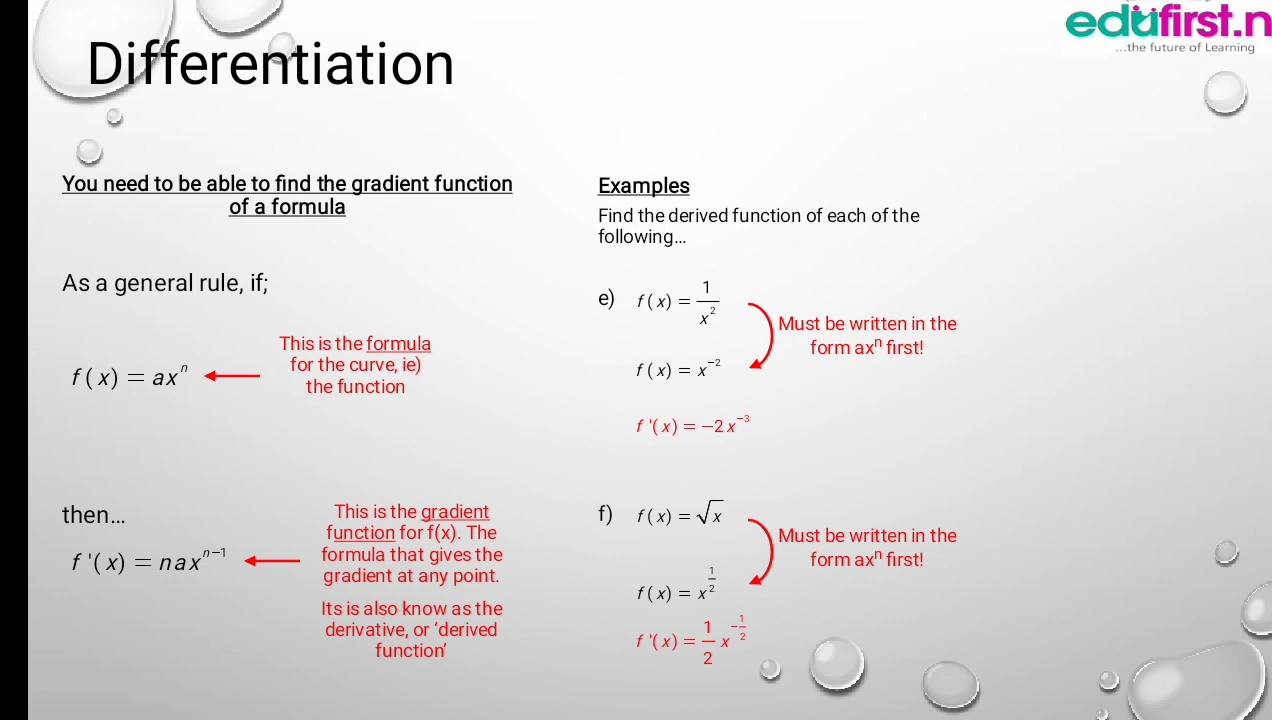 edufirst.n
...the future of Learning
Differentiation
You need to be able to find the gradient function
of a formula
As a general rule, if;
This is the formula
for the curve, ie)
the function
f(x) = axⁿ
then…
This is the gradient
function for f(x). The
formula that gives the
gradient at any point.
f'(x) = naxⁿ⁻¹
Its is also know as the
derivative, or ‘derived
function’
Examples
Find the derived function of each of the
following…
e) f(x) = 1/x²
Must be written in the
form axⁿ first!
f(x) = x⁻²
f'(x) = −2x⁻³
f) f(x) = √x
Must be written in the
form axⁿ first!
f(x) = x^(1/2)
f'(x) = 1/2 x^(−1/2)